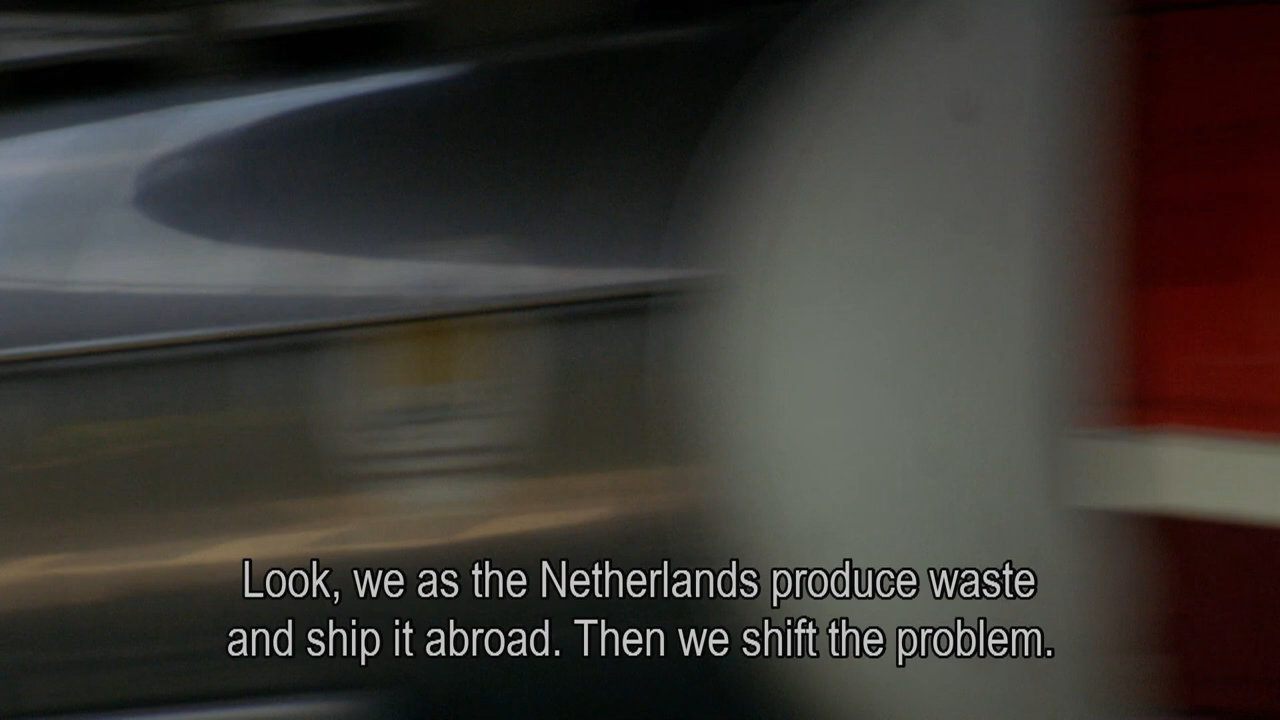 Look, we as the Netherlands produce waste
and ship it abroad. Then we shift the problem.